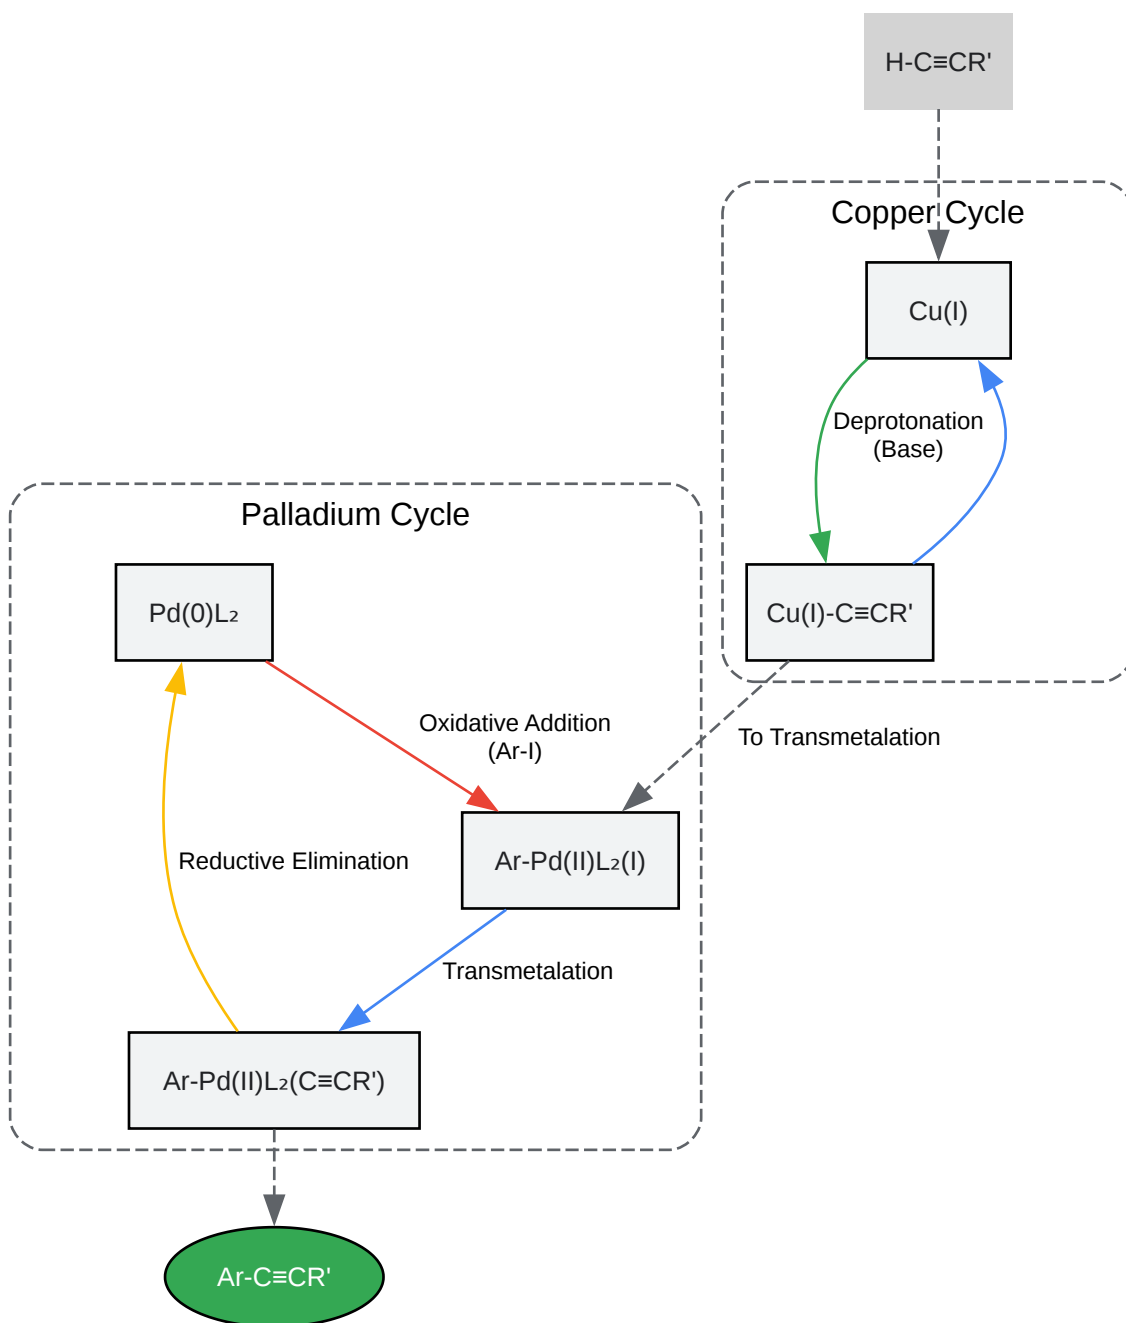 H-C≡CR'
Copper Cycle
Cu(I)
Deprotonation
(Base)
Palladium Cycle
Pd(0)L₂
Cu(I)-C≡CR'
Oxidative Addition
(Ar-I)
To Transmetalation
Reductive Elimination
Ar-Pd(II)L₂(I)
Transmetalation
Ar-Pd(II)L₂(C≡CR')
Ar-C≡CR'